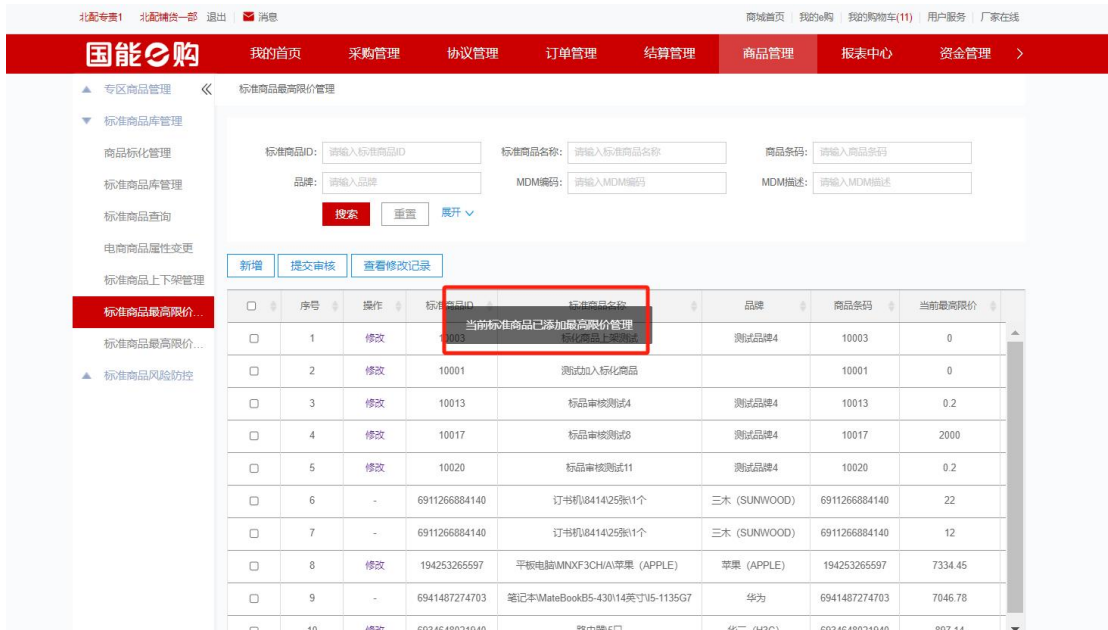 北配专责1 北配辅货一部 退出 消息 商城首页 我的e购 我的购物车(11) 用户服务 厂家在线
国能e购 我的首页 采购管理 协议管理 订单管理 结算管理 商品管理 报表中心 资金管理
专区商品管理 标准商品最高限价管理
标准商品库管理
商品标化管理
标准商品库管理
标准商品查询
电商商品属性变更
标准商品上下架管理
标准商品最高限价...
标准商品最高限价...
标准商品风险防控
标准商品ID: 请输入标准商品ID 标准商品名称: 请输入标准商品名称 商品条码: 请输入商品条码
品牌: 请输入品牌 MDM编码: 请输入MDM编码 MDM描述: 请输入MDM描述
搜索 重置 展开
新增 提交审核 查看修改记录
序号 操作 标准商品ID 标准商品名称 品牌 商品条码 当前最高限价
当前标准商品已添加最高限价管理
1 修改 10003 标化商品上架测试 测试品牌4 10003 0
2 修改 10001 测试加入标化商品 10001 0
3 修改 10013 标品审核测试4 测试品牌4 10013 0.2
4 修改 10017 标品审核测试8 测试品牌4 10017 2000
5 修改 10020 标品审核测试11 测试品牌4 10020 0.2
6 - 6911266884140 订书机\8414\25张\1个 三木（SUNWOOD） 6911266884140 22
7 - 6911266884140 订书机\8414\25张\1个 三木（SUNWOOD） 6911266884140 12
8 修改 194253265597 平板电脑\MNXF3CH/A\苹果（APPLE） 苹果（APPLE） 194253265597 7334.45
9 - 6941487274703 笔记本\MateBookB5-430\14英寸\I5-1135G7 华为 6941487274703 7046.78